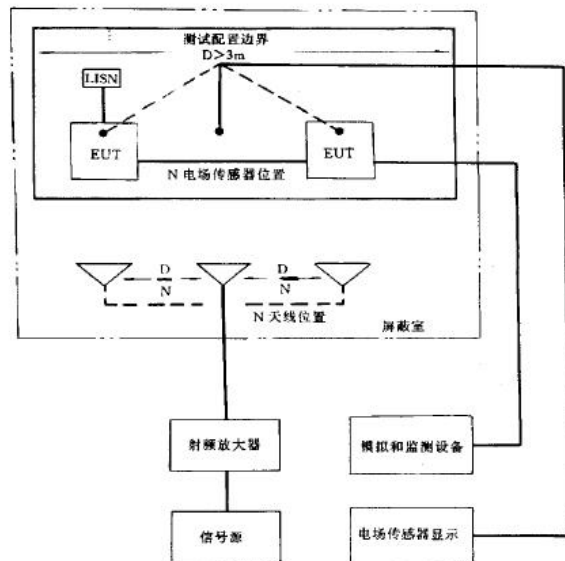 测试配置边界
D>3m
LISN
EUT
EUT
N 电场传感器位置
D
N
D
N
N 天线位置
屏蔽室
射频放大器
模拟和监测设备
信号源
电场传感器显示